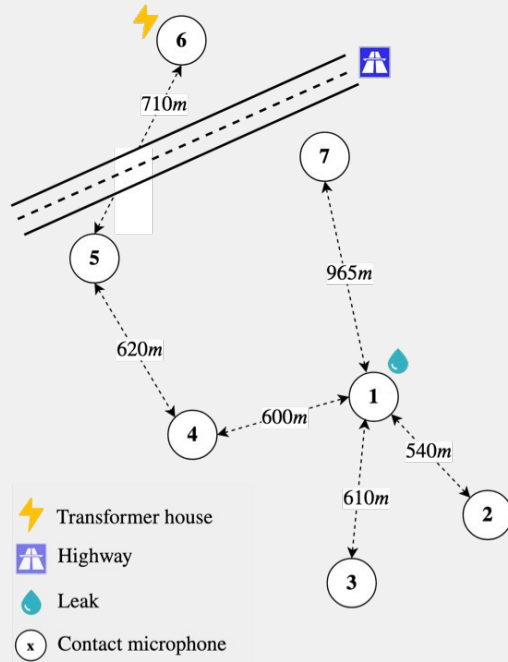 6
710m
7
5
965m
620m
1
600m
4
540m
610m
2
3
Transformer house
Highway
Leak
x Contact microphone